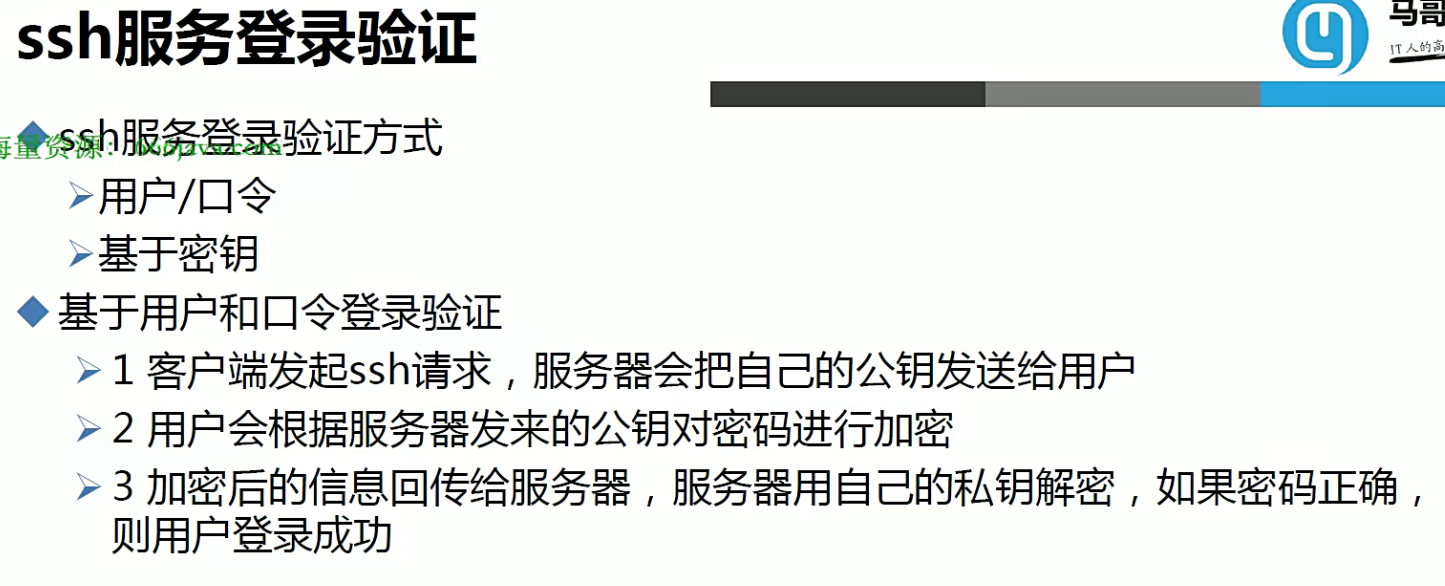 ssh服务登录验证
马哥
IT人的高
ssh服务登录验证方式
海量资源：666java.com
用户/口令
基于密钥
基于用户和口令登录验证
1 客户端发起ssh请求，服务器会把自己的公钥发送给用户
2 用户会根据服务器发来的公钥对密码进行加密
3 加密后的信息回传给服务器，服务器用自己的私钥解密，如果密码正确，
则用户登录成功